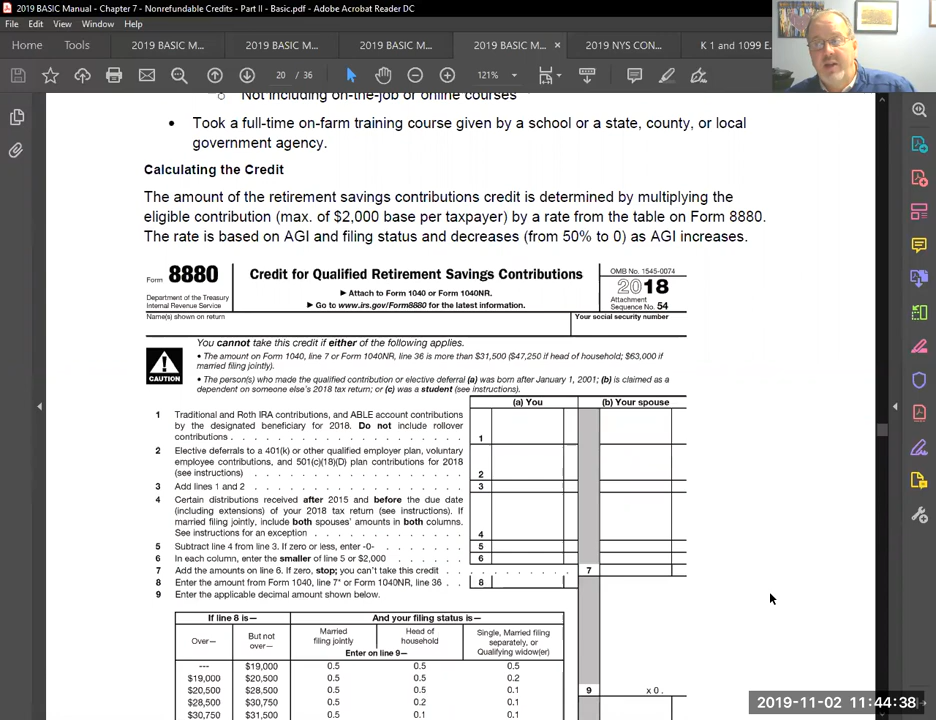 2019 BASIC Manual - Chapter 7 - Nonrefundable Credits - Part II - Basic.pdf - Adobe Acrobat Reader DC
File Edit View Window Help
Home Tools 2019 BASIC M... 2019 BASIC M... 2019 BASIC M... 2019 BASIC M... × 2019 NYS CON... K 1 and 1099 E.
20 / 36 121%
Not including on-the-job or online courses
• Took a full-time on-farm training course given by a school or a state, county, or local
government agency.
Calculating the Credit
The amount of the retirement savings contributions credit is determined by multiplying the
eligible contribution (max. of $2,000 base per taxpayer) by a rate from the table on Form 8880.
The rate is based on AGI and filing status and decreases (from 50% to 0) as AGI increases.
Form 8880
Department of the Treasury
Internal Revenue Service
Credit for Qualified Retirement Savings Contributions
▶ Attach to Form 1040 or Form 1040NR.
▶ Go to www.irs.gov/Form8880 for the latest information.
OMB No. 1545-0074
2018
Attachment
Sequence No. 54
Name(s) shown on return
Your social security number
CAUTION
You cannot take this credit if either of the following applies.
• The amount on Form 1040, line 7 or Form 1040NR, line 36 is more than $31,500 ($47,250 if head of household; $63,000 if
married filing jointly).
• The person(s) who made the qualified contribution or elective deferral (a) was born after January 1, 2001; (b) is claimed as a
dependent on someone else's 2018 tax return; or (c) was a student (see instructions).
(a) You (b) Your spouse
1 Traditional and Roth IRA contributions, and ABLE account contributions
by the designated beneficiary for 2018. Do not include rollover
contributions . . . . . . . . . . . . . . . . . . . . 1
2 Elective deferrals to a 401(k) or other qualified employer plan, voluntary
employee contributions, and 501(c)(18)(D) plan contributions for 2018
(see instructions) . . . . . . . . . . . . . . . . . . 2
3 Add lines 1 and 2 . . . . . . . . . . . . . . . . . . 3
4 Certain distributions received after 2015 and before the due date
(including extensions) of your 2018 tax return (see instructions). If
married filing jointly, include both spouses' amounts in both columns.
See instructions for an exception . . . . . . . . . . . . . 4
5 Subtract line 4 from line 3. If zero or less, enter -0- . . . . . . . 5
6 In each column, enter the smaller of line 5 or $2,000 . . . . . . 6
7 Add the amounts on line 6. If zero, stop; you can't take this credit . . . . . . . . . . . . 7
8 Enter the amount from Form 1040, line 7* or Form 1040NR, line 36 . . 8
9 Enter the applicable decimal amount shown below.
If line 8 is— And your filing status is—
Over— But not
over—
Married
filing jointly
Head of
household
Single, Married filing
separately, or
Qualifying widow(er)
Enter on line 9—
--- $19,000 0.5 0.5 0.5
$19,000 $20,500 0.5 0.5 0.2
$20,500 $28,500 0.5 0.5 0.1
$28,500 $30,750 0.5 0.2 0.1
$30,750 $31,500 0.5 0.1 0.1
9 x 0 .
2019-11-02 11:44:38